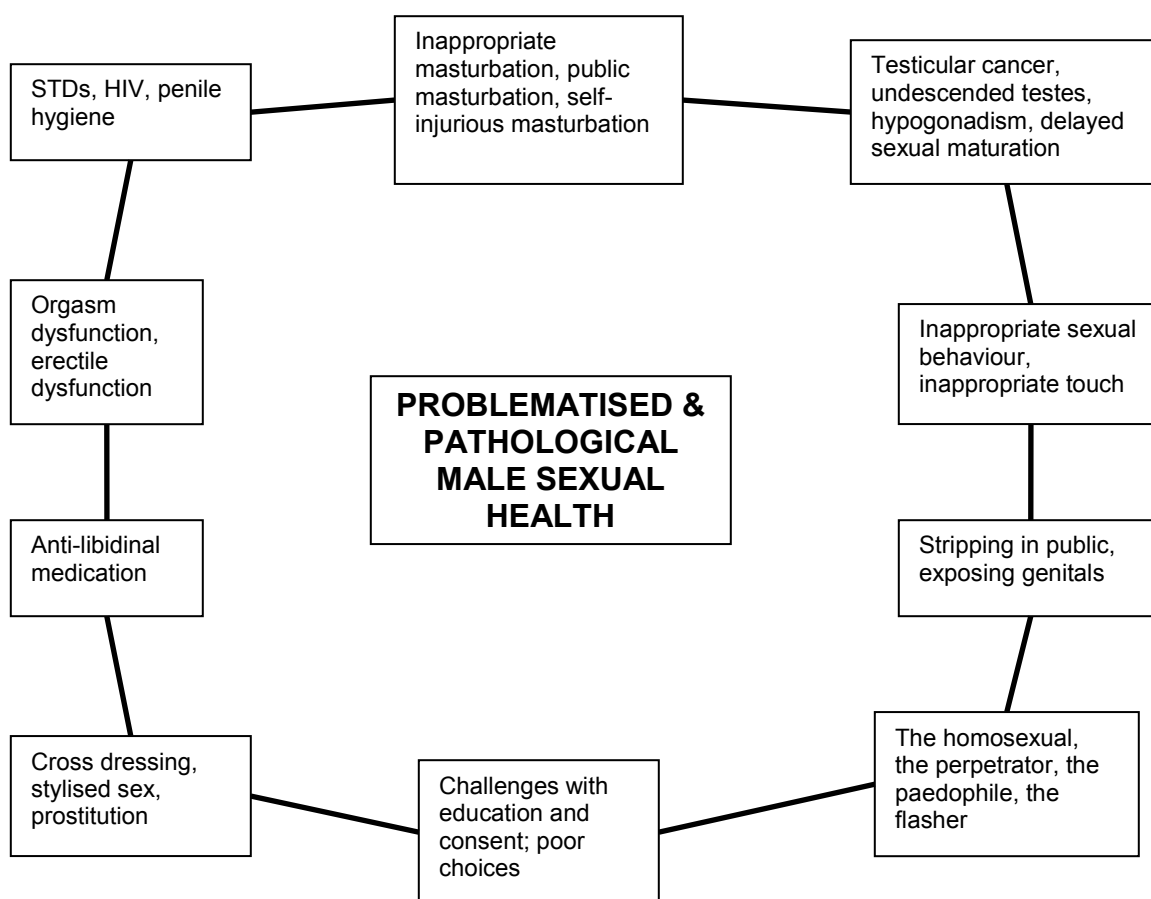 STDs, HIV, penile
hygiene
Inappropriate
masturbation, public
masturbation, self-
injurious masturbation
Testicular cancer,
undescended testes,
hypogonadism, delayed
sexual maturation
Orgasm
dysfunction,
erectile
dysfunction
PROBLEMATISED &
PATHOLOGICAL
MALE SEXUAL
HEALTH
Inappropriate sexual
behaviour,
inappropriate touch
Anti-libidinal
medication
Stripping in public,
exposing genitals
Cross dressing,
stylised sex,
prostitution
Challenges with
education and
consent; poor
choices
The homosexual,
the perpetrator, the
paedophile, the
flasher